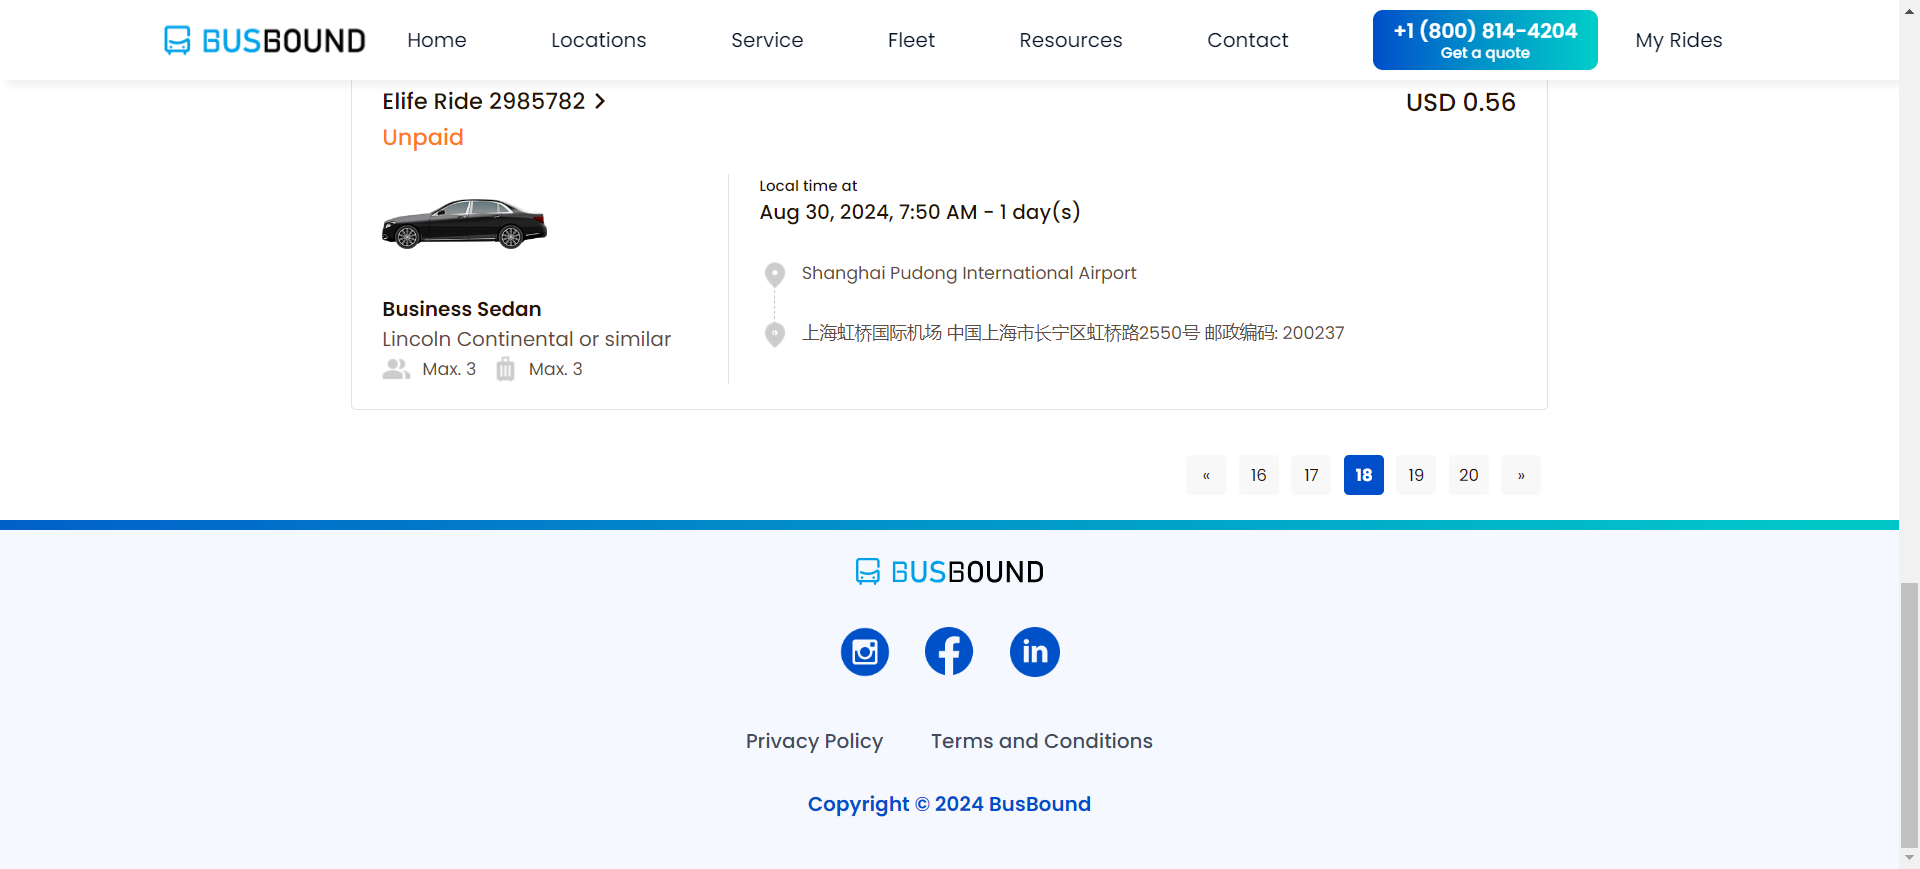 BUSBOUND
Home
Locations
Service
Fleet
Resources
Contact
+1 (800) 814-4204
Get a quote
My Rides
Elife Ride 2985782
USD 0.56
Unpaid
Local time at
Aug 30, 2024, 7:50 AM - 1 day(s)
Shanghai Pudong International Airport
上海虹桥国际机场 中国上海市长宁区虹桥路2550号 邮政编码: 200237
Business Sedan
Lincoln Continental or similar
Max. 3
Max. 3
« 16 17 18 19 20 »
BUSBOUND
Privacy Policy
Terms and Conditions
Copyright © 2024 BusBound